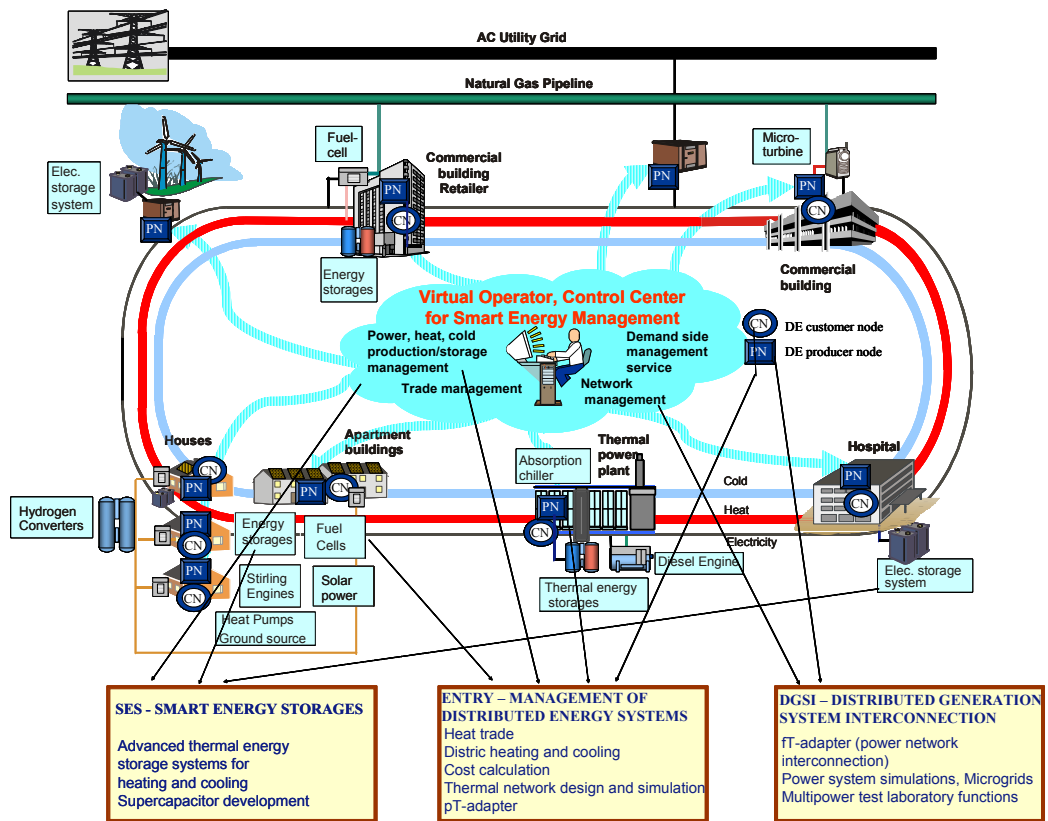 AC Utility Grid
Natural Gas Pipeline
Fuel-
cell
Micro-
turbine
Commercial
building
Retailer
Elec.
storage
system
PN
PN
PN
PN
CN
CN
Energy
storages
Commercial
building
Virtual Operator, Control Center
for Smart Energy Management
Power, heat, cold
production/storage
management
Demand side
management
service
Trade management
Network
management
CN
DE customer node
PN
DE producer node
Houses
Apartment
buildings
Thermal
power
plant
Hospital
Absorption
chiller
CN
PN
CN
PN
PN
CN
Cold
Heat
Electricity
PN
CN
Hydrogen
Converters
PN
CN
Energy
storages
Fuel
Cells
PN
CN
Stirling
Engines
Solar
power
Heat Pumps
Ground source
Diesel Engine
Thermal energy
storages
Elec. storage
system
SES - SMART ENERGY STORAGES
Advanced thermal energy
storage systems for
heating and cooling
Supercapacitor development
ENTRY – MANAGEMENT OF
DISTRIBUTED ENERGY SYSTEMS
Heat trade
Distric heating and cooling
Cost calculation
Thermal network design and simulation
pT-adapter
DGSI – DISTRIBUTED GENERATION
SYSTEM INTERCONNECTION
fT-adapter (power network
interconnection)
Power system simulations, Microgrids
Multipower test laboratory functions